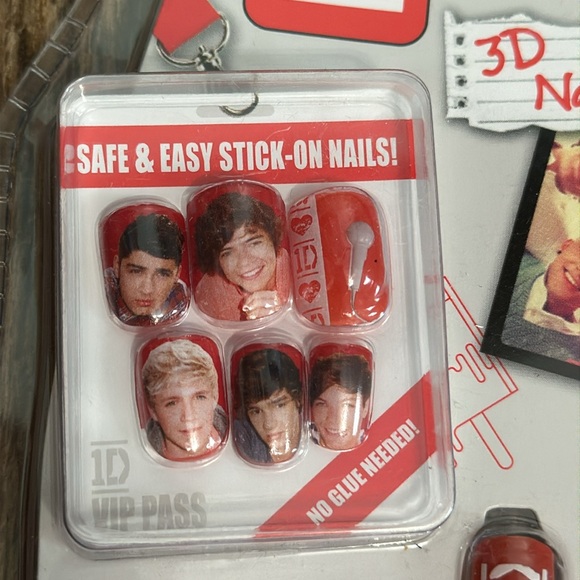 SAFE & EASY STICK-ON NAILS!
1D
1D
VIP PASS
NO GLUE NEEDED!
3D